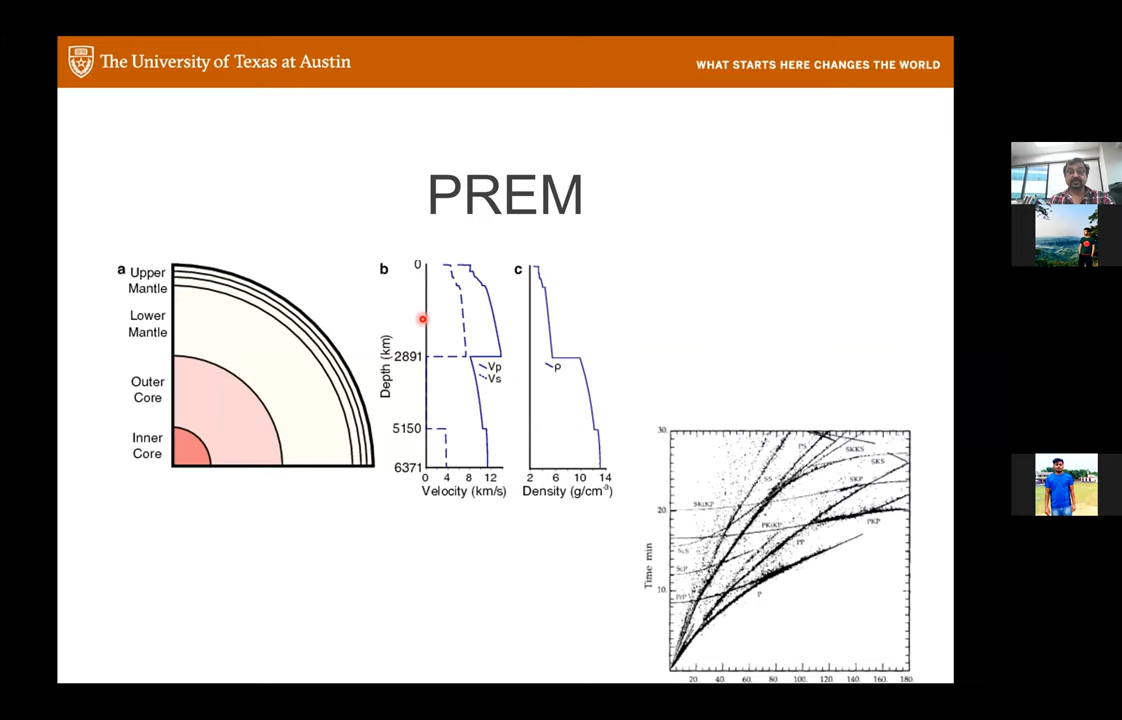 The University of Texas at Austin
WHAT STARTS HERE CHANGES THE WORLD
PREM
a
Upper
Mantle
Lower
Mantle
Outer
Core
Inner
Core
b
0
2891
5150
6371
Depth (km)
Vp
Vs
0 4 8 12
Velocity (km/s)
c
ρ
2 6 10 14
Density (g/cm³)
30.
20.
10.
Time min
PS
SKKS
SKS
SS
SKP
SKiKP
S
PKiKP
PKP
ScS
PP
ScP
PcP
P
20. 40. 60. 80. 100. 120. 140. 160. 180.